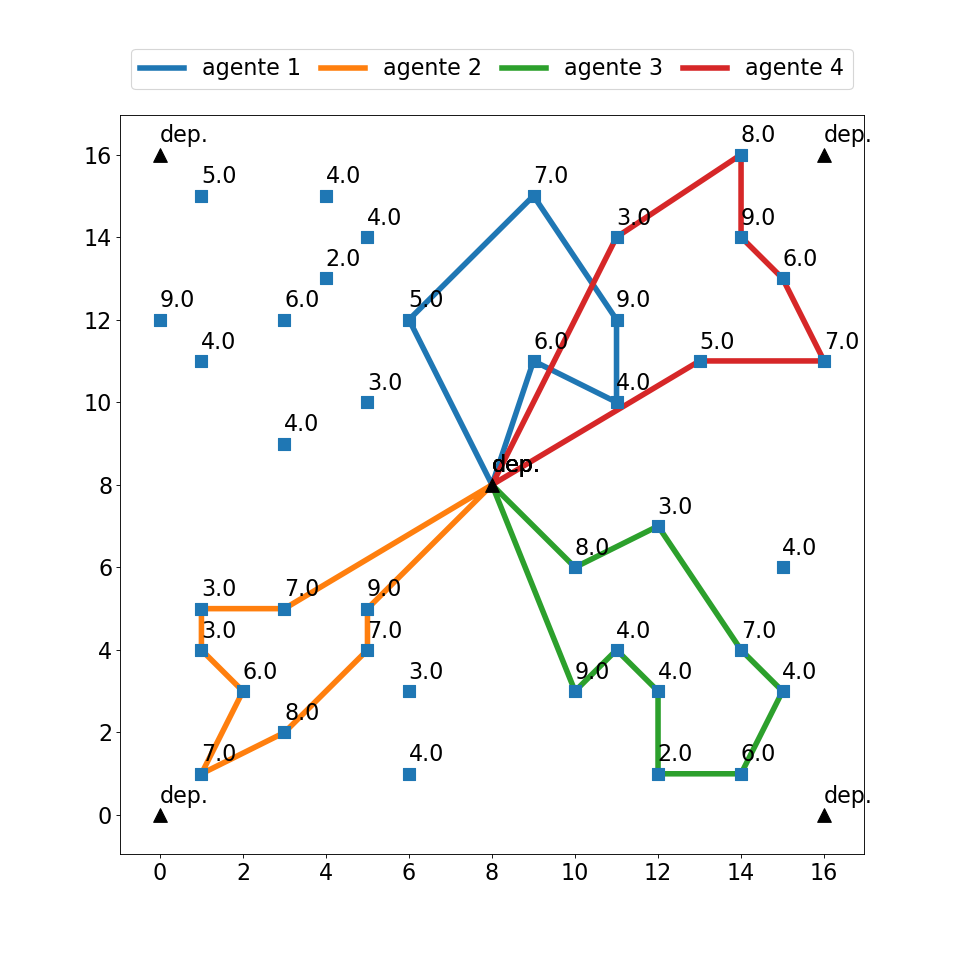 agente 1 agente 2 agente 3 agente 4
dep. 8.0 dep.
16
5.0 4.0 7.0
4.0 3.0 9.0
14
2.0 6.0
9.0 6.0 5.0 9.0
12
4.0 6.0 5.0 7.0
3.0 4.0
10
4.0
dep. dep.
8
3.0
8.0 4.0
6
3.0 7.0 9.0
3.0 7.0 4.0 7.0
4
6.0 3.0 9.0 4.0 4.0
8.0
2
7.0 4.0 2.0 6.0
dep. dep.
0
0 2 4 6 8 10 12 14 16